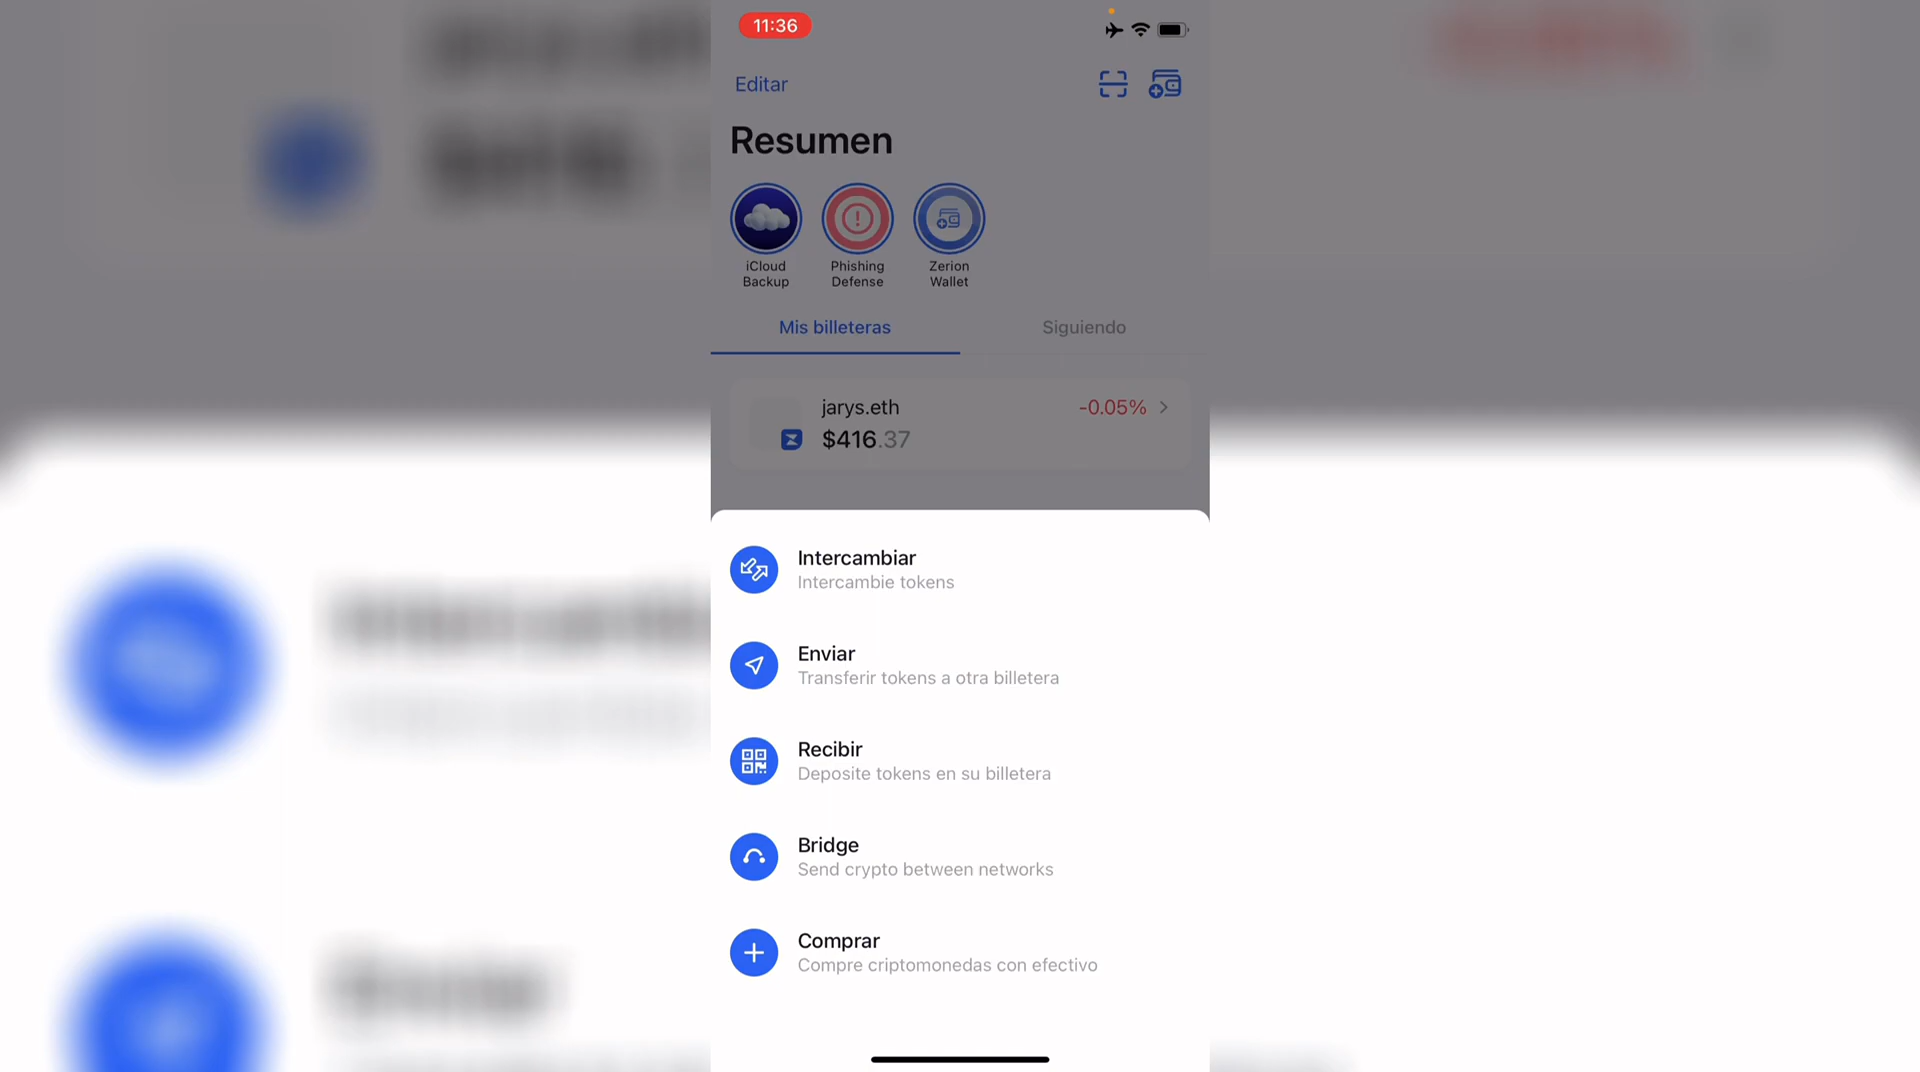 11:36
Editar
Resumen
iCloud
Backup
Phishing
Defense
Zerion
Wallet
Mis billeteras
Siguiendo
jarys.eth
-0.05%
$416.37
Intercambiar
Intercambie tokens
Enviar
Transferir tokens a otra billetera
Recibir
Deposite tokens en su billetera
Bridge
Send crypto between networks
Comprar
Compre criptomonedas con efectivo